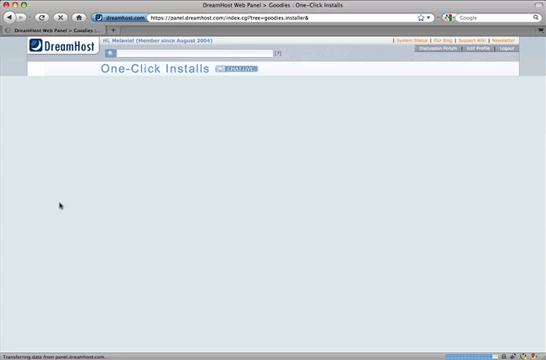 DreamHost Web Panel > Goodies : One-Click Installs
dreamhost.com https://panel.dreamhost.com/index.cgi?tree=goodies.installer&
Google
DreamHost Web Panel > Goodies : ...
DreamHost
Hi, Melanie! (Member since August 2004)
System Status | Our Blog | Support Wiki | Newsletter
[?]
Discussion Forum | Edit Profile | Logout
One-Click Installs
CHAT LIVE!
Transferring data from panel.dreamhost.com...